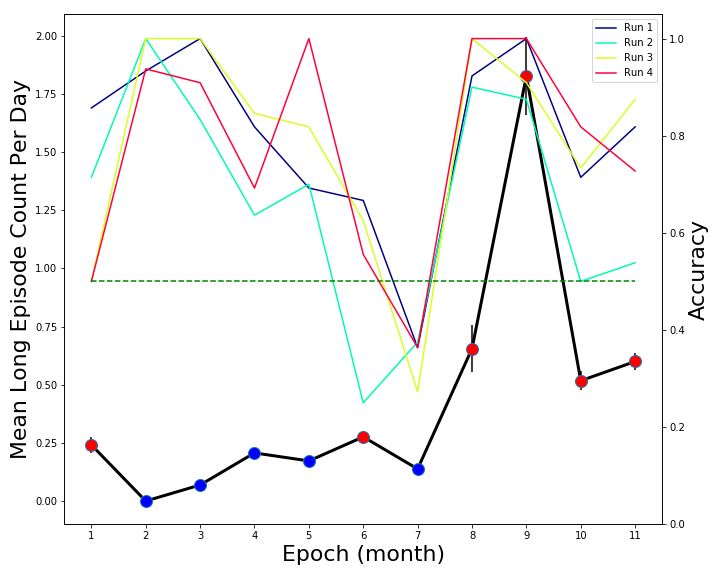 Mean Long Episode Count Per Day
2.00
1.75
1.50
1.25
1.00
0.75
0.50
0.25
0.00
Run 1
Run 2
Run 3
Run 4
1.0
0.8
0.6
0.4
0.2
0.0
Accuracy
1 2 3 4 5 6 7 8 9 10 11
Epoch (month)